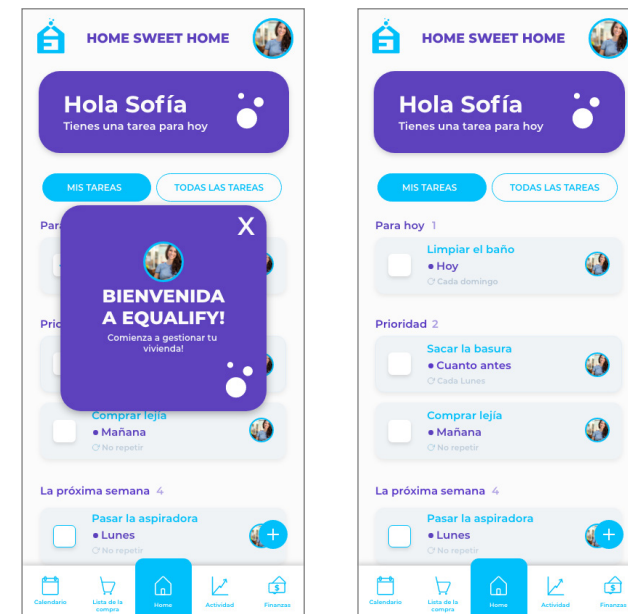 HOME SWEET HOME
Hola Sofía
Tienes una tarea para hoy
MIS TAREAS
TODAS LAS TAREAS
Par
X
BIENVENIDA
A EQUALIFY!
Comienza a gestionar tu
vivienda!
Prio
Comprar lejía
• Mañana
No repetir
La próxima semana 4
Pasar la aspiradora
• Lunes
No repetir
+
Calendario
Lista de la
compra
Home
Actividad
Finanzas
HOME SWEET HOME
Hola Sofía
Tienes una tarea para hoy
MIS TAREAS
TODAS LAS TAREAS
Para hoy 1
Limpiar el baño
• Hoy
Cada domingo
Prioridad 2
Sacar la basura
• Cuanto antes
Cada Lunes
Comprar lejía
• Mañana
No repetir
La próxima semana 4
Pasar la aspiradora
• Lunes
No repetir
+
Calendario
Lista de la
compra
Home
Actividad
Finanzas